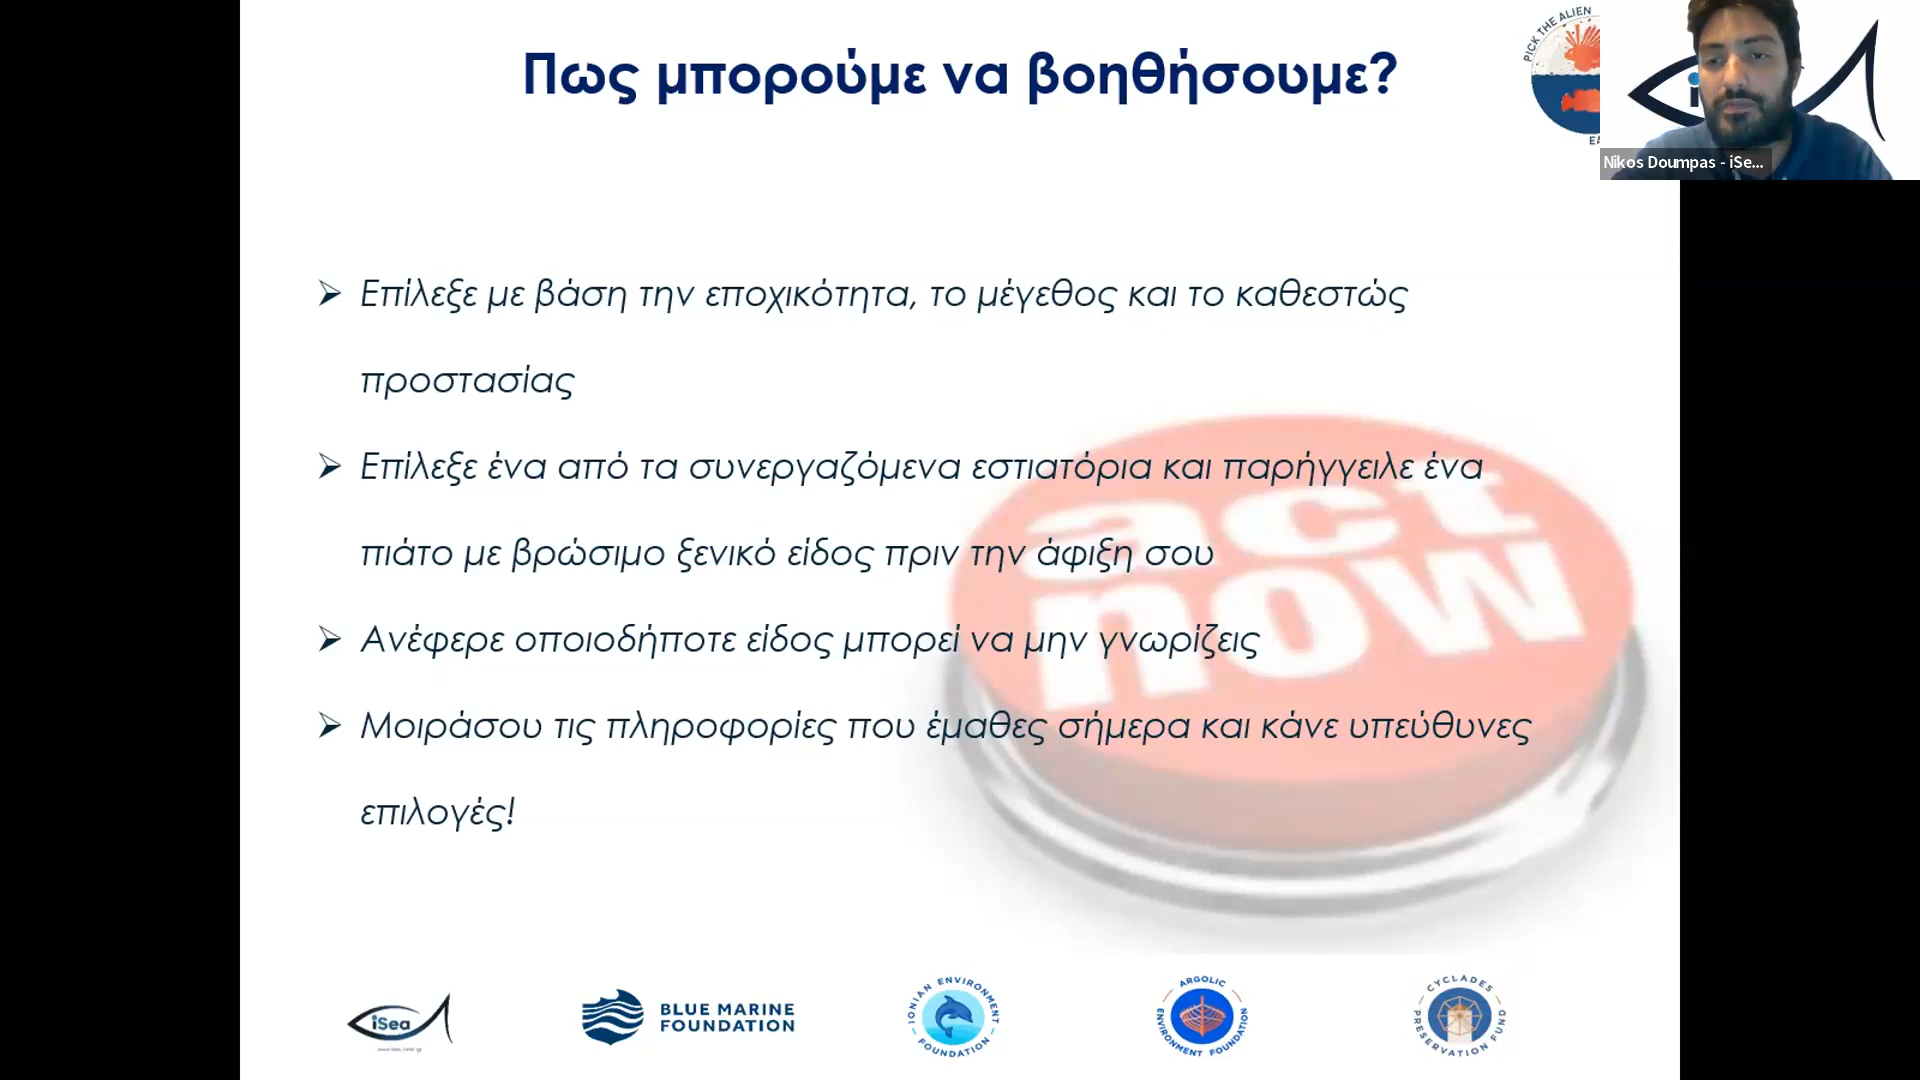 Πως μπορούμε να βοηθήσουμε?
PICK THE ALIEN
Nikos Doumpas - iSe...
➢ Επίλεξε με βάση την εποχικότητα, το μέγεθος και το καθεστώς
προστασίας
➢ Επίλεξε ένα από τα συνεργαζόμενα εστιατόρια και παρήγγειλε ένα
πιάτο με βρώσιμο ξενικό είδος πριν την άφιξη σου
➢ Ανέφερε οποιοδήποτε είδος μπορεί να μην γνωρίζεις
➢ Μοιράσου τις πληροφορίες που έμαθες σήμερα και κάνε υπεύθυνες
επιλογές!
act
now
iSea
BLUE MARINE
FOUNDATION
IONIAN ENVIRONMENT
FOUNDATION
ARGOLIC
ENVIRONMENT FOUNDATION
CYCLADES
PRESERVATION FUND